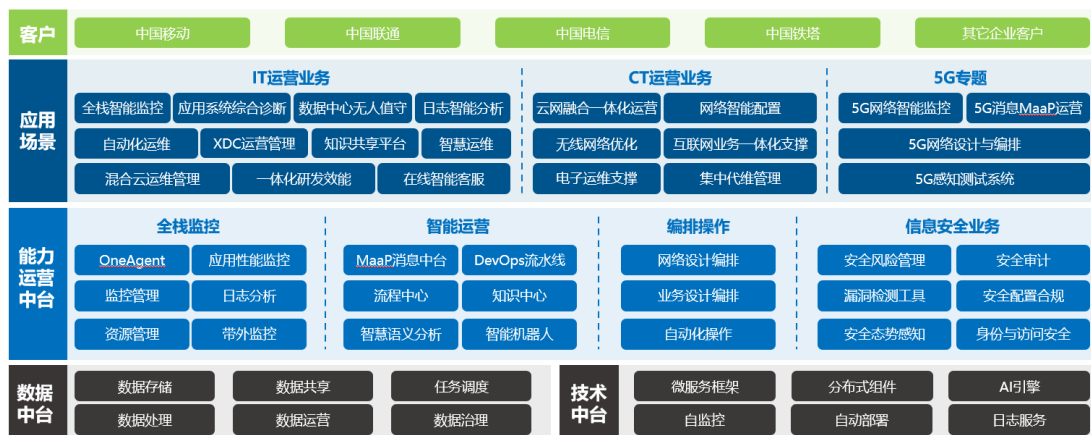 客户
中国移动
中国联通
中国电信
中国铁塔
其它企业客户
应用
场景
IT运营业务
CT运营业务
5G专题
全栈智能监控
应用系统综合诊断
数据中心无人值守
日志智能分析
云网融合一体化运营
网络智能配置
5G网络智能监控
5G消息MaaP运营
自动化运维
XDC运营管理
知识共享平台
智慧运维
无线网络优化
互联网业务一体化支撑
5G网络设计与编排
混合云运维管理
一体化研发效能
在线智能客服
电子运维支撑
集中代维管理
5G感知测试系统
能力
运营
中台
全栈监控
智能运营
编排操作
信息安全业务
OneAgent
应用性能监控
MaaP消息中台
DevOps流水线
网络设计编排
安全风险管理
安全审计
监控管理
日志分析
流程中心
知识中心
业务设计编排
漏洞检测工具
安全配置合规
资源管理
带外监控
智慧语义分析
智能机器人
自动化操作
安全态势感知
身份与访问安全
数据
中台
数据存储
数据共享
任务调度
数据处理
数据运营
数据治理
技术
中台
微服务框架
分布式组件
AI引擎
自监控
自动部署
日志服务